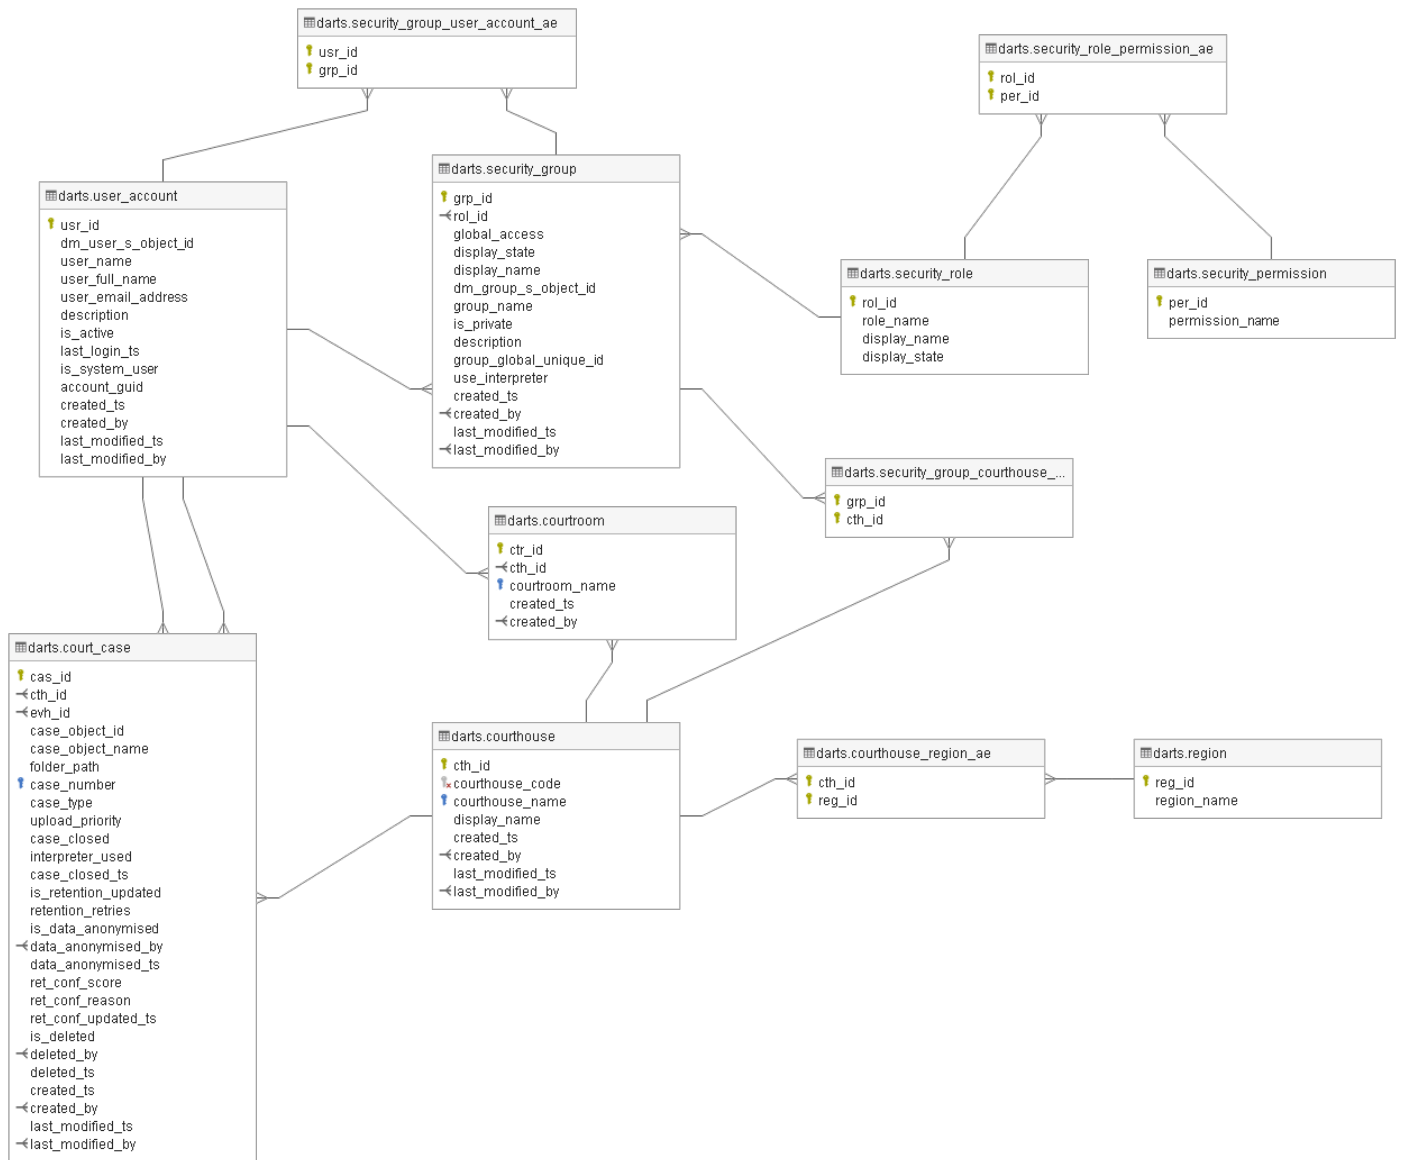 darts.security_group_user_account_ae
usr_id
grp_id
darts.security_role_permission_ae
rol_id
per_id
darts.user_account
usr_id
dm_user_s_object_id
user_name
user_full_name
user_email_address
description
is_active
last_login_ts
is_system_user
account_guid
created_ts
created_by
last_modified_ts
last_modified_by
darts.security_group
grp_id
rol_id
global_access
display_state
display_name
dm_group_s_object_id
group_name
is_private
description
group_global_unique_id
use_interpreter
created_ts
created_by
last_modified_ts
last_modified_by
darts.security_role
rol_id
role_name
display_name
display_state
darts.security_permission
per_id
permission_name
darts.security_group_courthouse_...
grp_id
cth_id
darts.courtroom
ctr_id
cth_id
courtroom_name
created_ts
created_by
darts.court_case
cas_id
cth_id
evh_id
case_object_id
case_object_name
folder_path
case_number
case_type
upload_priority
case_closed
interpreter_used
case_closed_ts
is_retention_updated
retention_retries
is_data_anonymised
data_anonymised_by
data_anonymised_ts
ret_conf_score
ret_conf_reason
ret_conf_updated_ts
is_deleted
deleted_by
deleted_ts
created_ts
created_by
last_modified_ts
last_modified_by
darts.courthouse
cth_id
courthouse_code
courthouse_name
display_name
created_ts
created_by
last_modified_ts
last_modified_by
darts.courthouse_region_ae
cth_id
reg_id
darts.region
reg_id
region_name